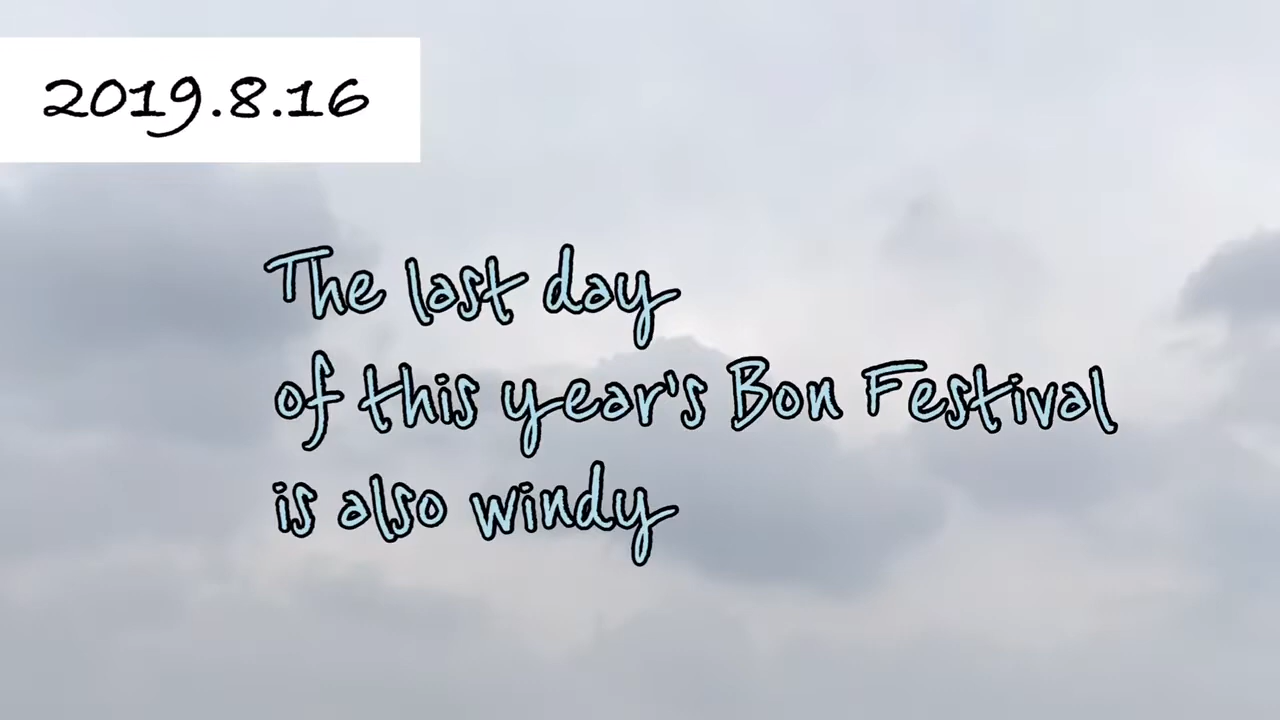 2019.8.16
The last day
of this year's Bon Festival
is also windy